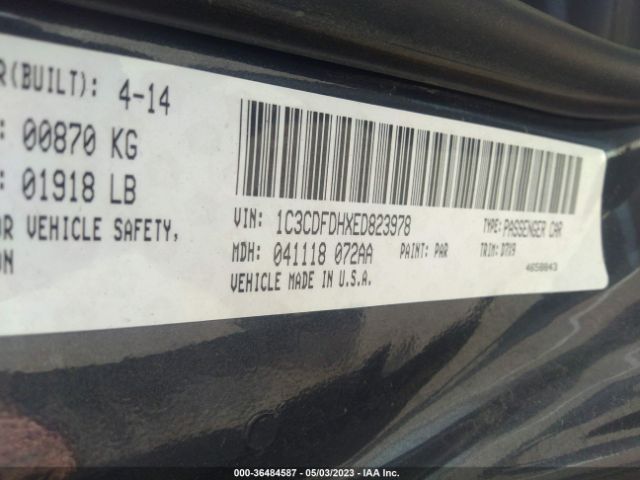 R(BUILT): 4-14
: 00870 KG
: 01918 LB
OR VEHICLE SAFETY,
ON
VIN: 1C3CDFDHXED823978 TYPE: PASSENGER CAR
MDH: 041118 072AA PAINT: PAR TRIM: D7X9
VEHICLE MADE IN U.S.A. 4658843
000-36484587 - 05/03/2023 - IAA Inc.